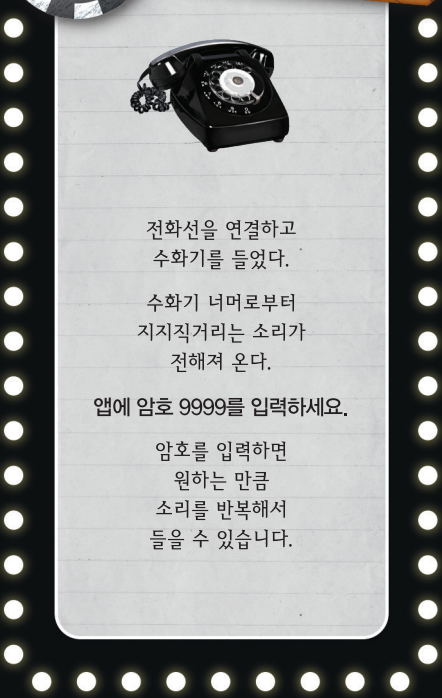 전화선을 연결하고
수화기를 들었다.
수화기 너머로부터
지지직거리는 소리가
전해져 온다.
앱에 암호 9999를 입력하세요.
암호를 입력하면
원하는 만큼
소리를 반복해서
들을 수 있습니다.